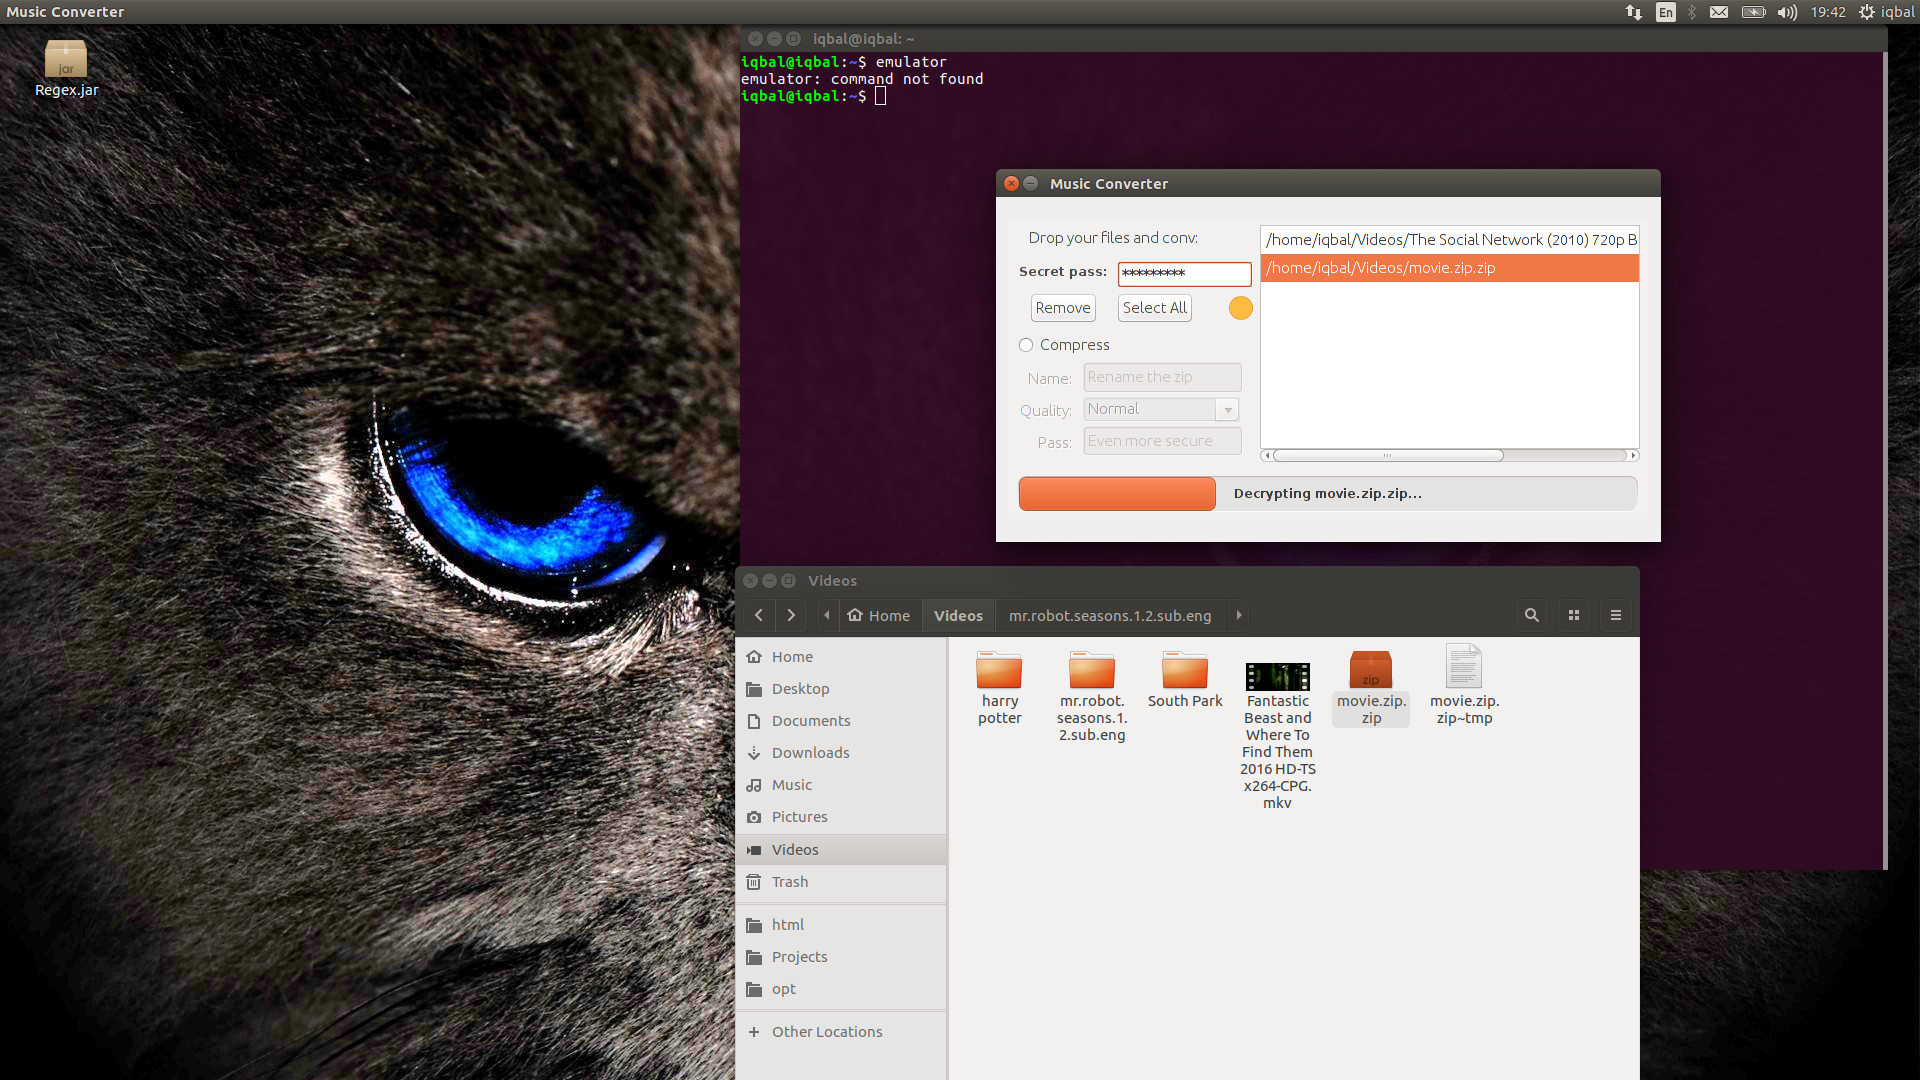 Music Converter
En
19:42
iqbal
jar
Regex.jar
iqbal@iqbal: ~
iqbal@iqbal:~$ emulator
emulator: command not found
iqbal@iqbal:~$
Music Converter
Drop your files and conv:
Secret pass: *********
Remove
Select All
Compress
Name: Rename the zip
Quality: Normal
Pass: Even more secure
/home/iqbal/Videos/The Social Network (2010) 720p B
/home/iqbal/Videos/movie.zip.zip
Decrypting movie.zip.zip...
Videos
Home
Videos
mr.robot.seasons.1.2.sub.eng
Home
Desktop
Documents
Downloads
Music
Pictures
Videos
Trash
html
Projects
opt
Other Locations
harry
potter
mr.robot.
seasons.1.
2.sub.eng
South Park
Fantastic
Beast and
Where To
Find Them
2016 HD-TS
x264-CPG.
mkv
zip
movie.zip.
zip
movie.zip.
zip~tmp